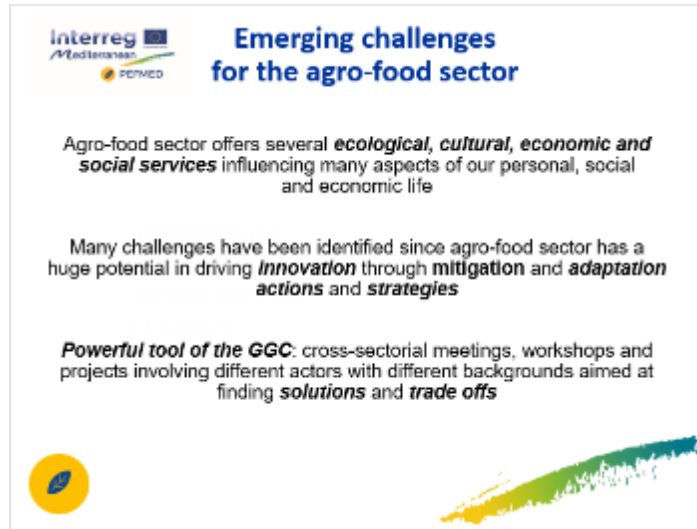 Interreg
Mediterranean
PEFMED
Emerging challenges
for the agro-food sector
Agro-food sector offers several ecological, cultural, economic and
social services influencing many aspects of our personal, social
and economic life
Many challenges have been identified since agro-food sector has a
huge potential in driving innovation through mitigation and adaptation
actions and strategies
Powerful tool of the GGC: cross-sectorial meetings, workshops and
projects involving different actors with different backgrounds aimed at
finding solutions and trade offs